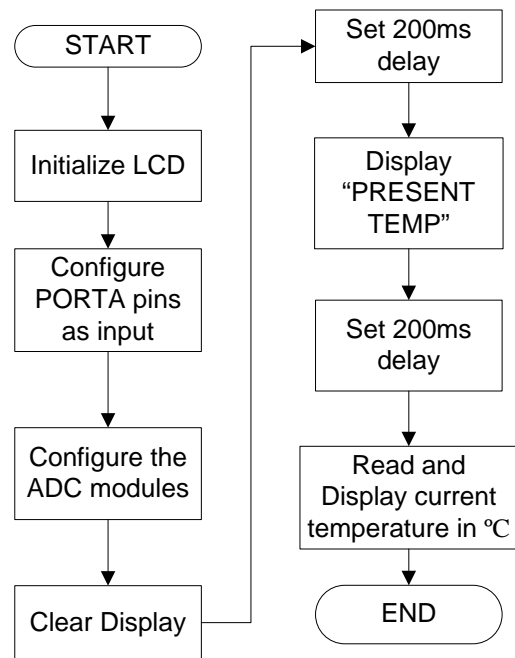 START
Initialize LCD
Configure
PORTA pins
as input
Configure the
ADC modules
Clear Display
Set 200ms
delay
Display
“PRESENT
TEMP”
Set 200ms
delay
Read and
Display current
temperature in ℃
END